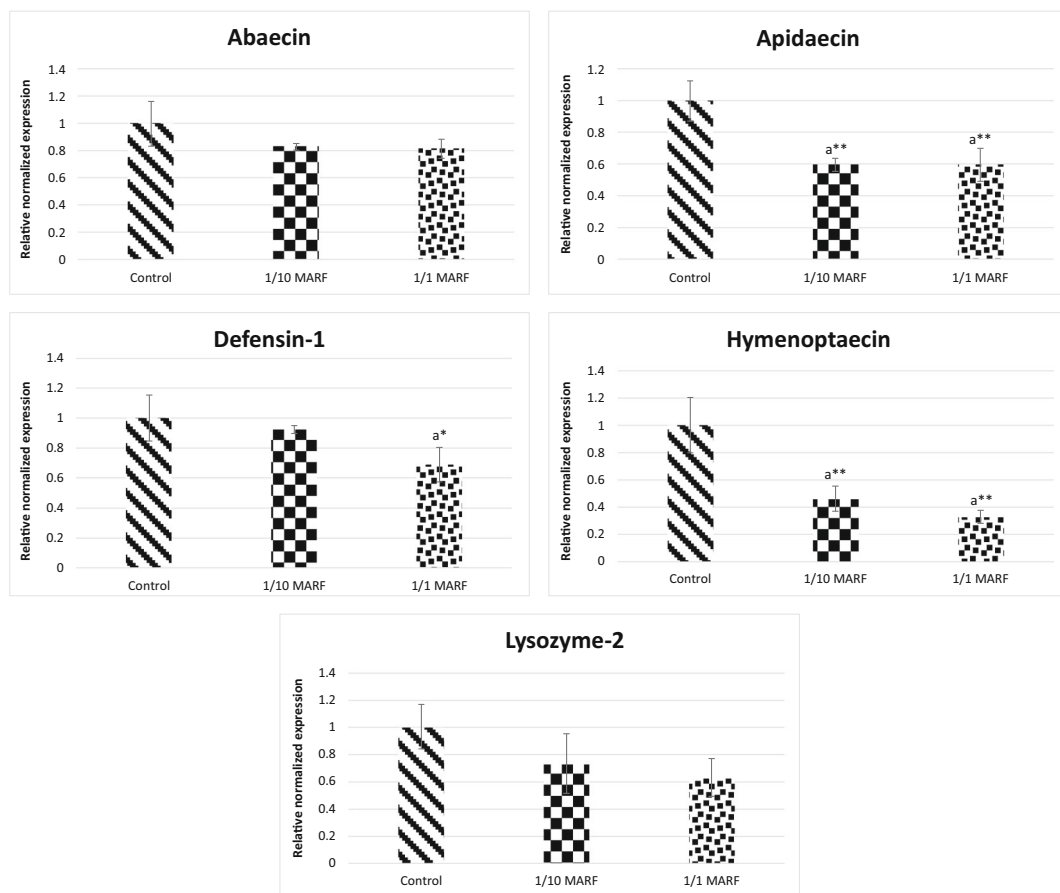 Abaecin
Relative normalized expression
1.4
1.2
1
0.8
0.6
0.4
0.2
0
Control 1/10 MARF 1/1 MARF
Apidaecin
Relative normalized expression
1.2
1
0.8
0.6
0.4
0.2
0
a** a**
Control 1/10 MARF 1/1 MARF
Defensin-1
Relative normalized expression
1.4
1.2
1
0.8
0.6
0.4
0.2
0
a*
Control 1/10 MARF 1/1 MARF
Hymenoptaecin
Relative normalized expression
1.4
1.2
1
0.8
0.6
0.4
0.2
0
a** a**
Control 1/10 MARF 1/1 MARF
Lysozyme-2
Relative normalized expression
1.4
1.2
1
0.8
0.6
0.4
0.2
0
Control 1/10 MARF 1/1 MARF